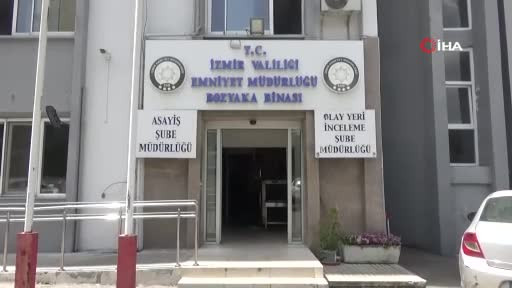 İHA
T.C.
İZMİR VALİLİĞİ
EMNİYET MÜDÜRLÜĞÜ
BOZYAKA BİNASI
ASAYİŞ
ŞUBE
MÜDÜRLÜĞÜ
OLAY YERİ
İNCELEME
ŞUBE
MÜDÜRLÜĞÜ